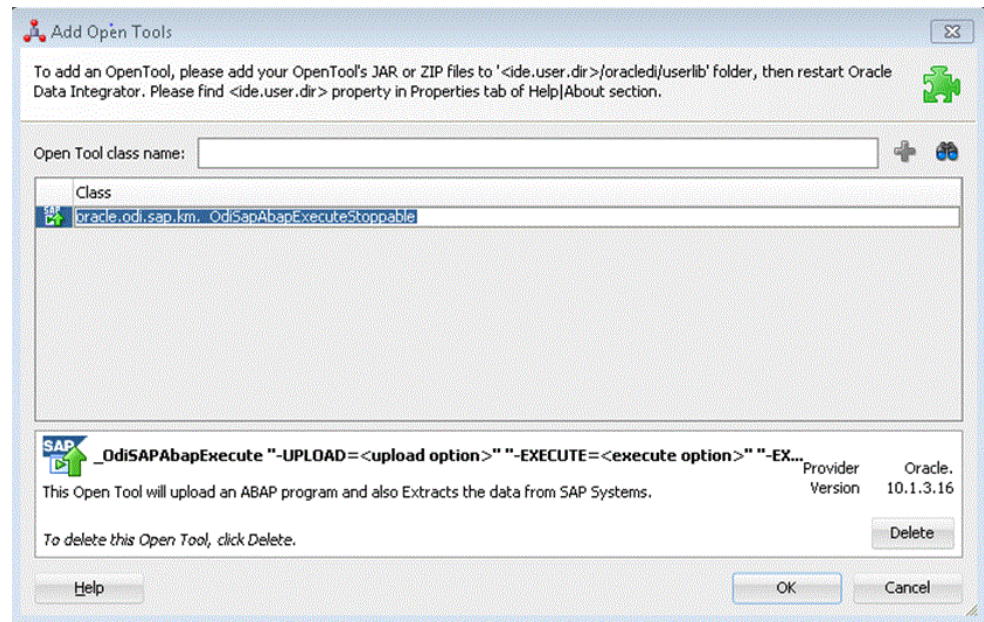 Add Open Tools
To add an OpenTool, please add your OpenTool's JAR or ZIP files to '<ide.user.dir>/oracledi/userlib' folder, then restart Oracle
Data Integrator. Please find <ide.user.dir> property in Properties tab of Help|About section.
Open Tool class name:
Class
SAP oracle.odi.sap.km._OdiSapAbapExecuteStoppable
SAP _OdiSAPAbapExecute "-UPLOAD=<upload option>" "-EXECUTE=<execute option>" "-EX...
Provider Oracle.
This Open Tool will upload an ABAP program and also Extracts the data from SAP Systems.
Version 10.1.3.16
To delete this Open Tool, click Delete.
Delete
Help
OK
Cancel